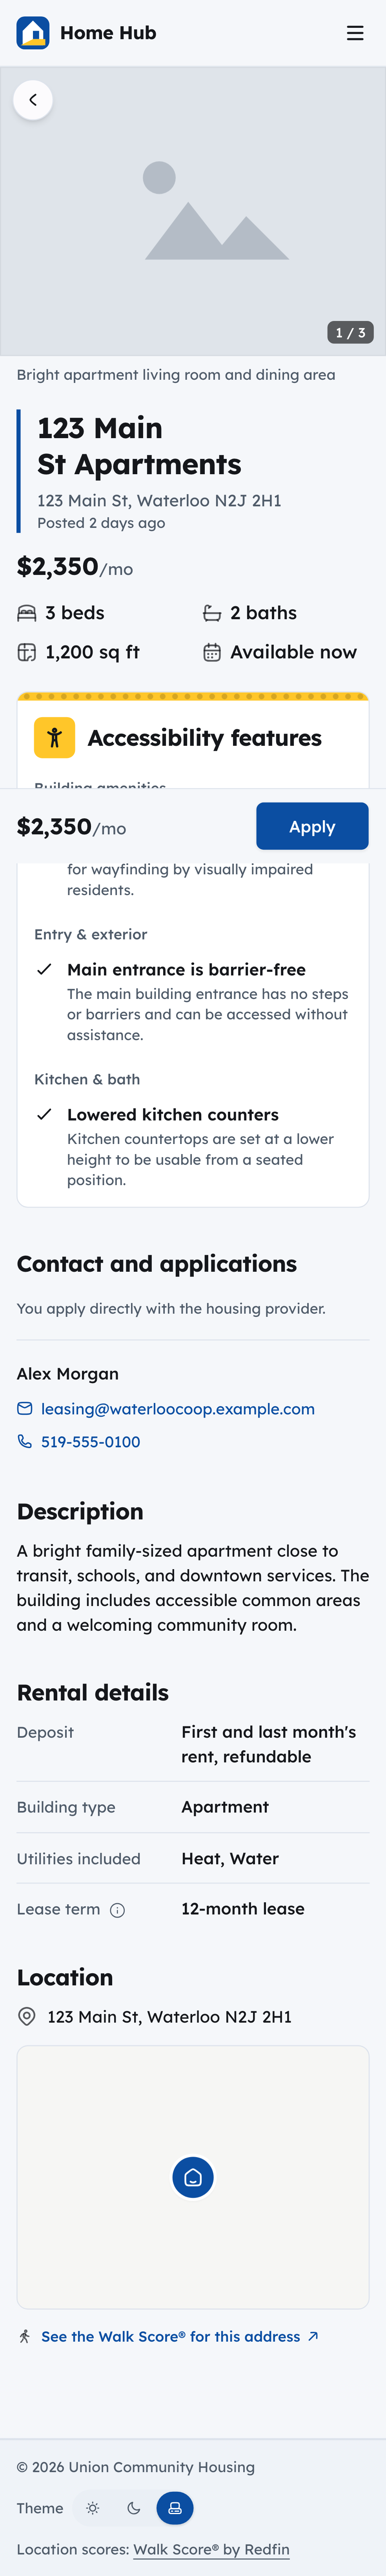 Home Hub
1 / 3
Bright apartment living room and dining area
123 Main
St Apartments
123 Main St, Waterloo N2J 2H1
Posted 2 days ago
$2,350/mo
3 beds
2 baths
1,200 sq ft
Available now
Accessibility features
Building amenities
$2,350/mo
Apply
for wayfinding by visually impaired
residents.
Entry & exterior
Main entrance is barrier-free
The main building entrance has no steps
or barriers and can be accessed without
assistance.
Kitchen & bath
Lowered kitchen counters
Kitchen countertops are set at a lower
height to be usable from a seated
position.
Contact and applications
You apply directly with the housing provider.
Alex Morgan
leasing@waterloocoop.example.com
519-555-0100
Description
A bright family-sized apartment close to
transit, schools, and downtown services. The
building includes accessible common areas
and a welcoming community room.
Rental details
Deposit
First and last month's
rent, refundable
Building type
Apartment
Utilities included
Heat, Water
Lease term
12-month lease
Location
123 Main St, Waterloo N2J 2H1
See the Walk Score® for this address
© 2026 Union Community Housing
Theme
Location scores: Walk Score® by Redfin